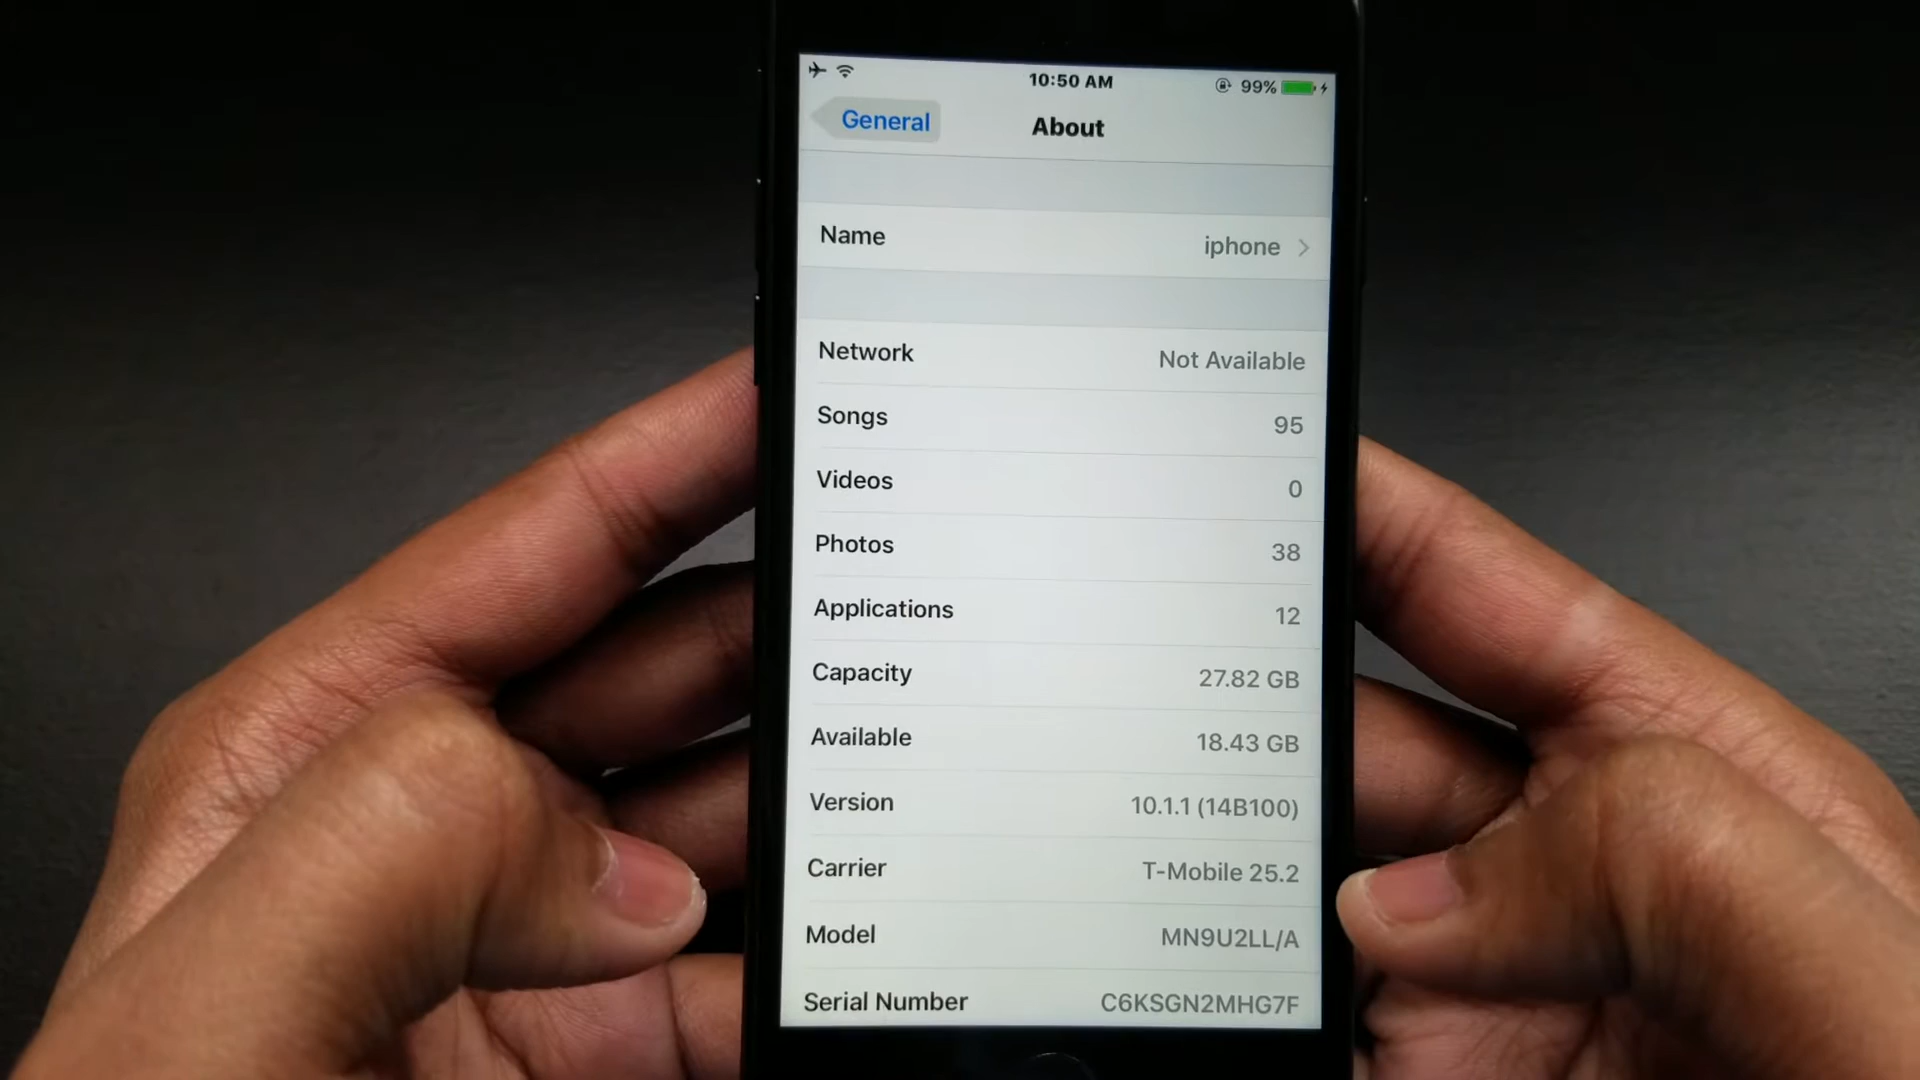 10:50 AM
99%
General
About
Name iphone
Network Not Available
Songs 95
Videos 0
Photos 38
Applications 12
Capacity 27.82 GB
Available 18.43 GB
Version 10.1.1 (14B100)
Carrier T-Mobile 25.2
Model MN9U2LL/A
Serial Number C6KSGN2MHG7F